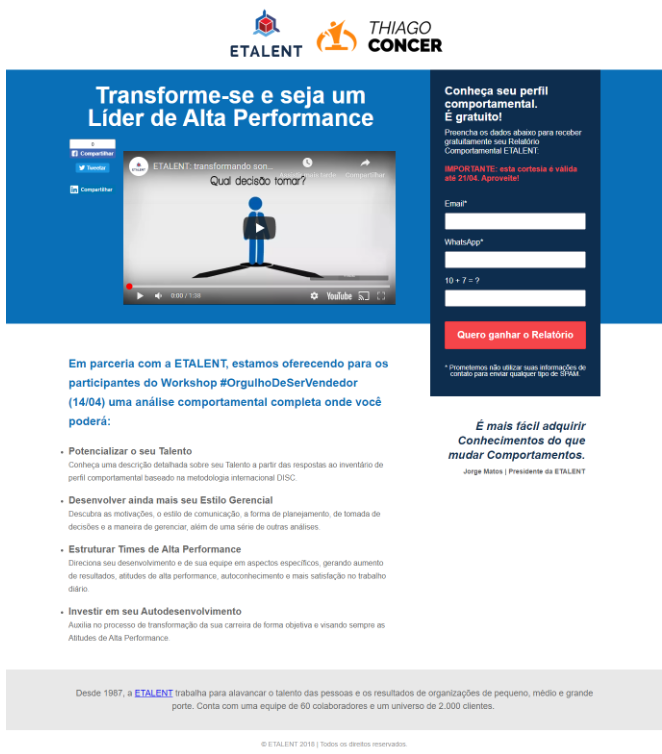 ETALENT
THIAGO
CONCER
Transforme-se e seja um
Líder de Alta Performance
0
Compartilhar
Twittar
Compartilhar
ETALENT: transformando son...
Compartilhar
Qual decisão tomar?
0:00 / 1:38
YouTube
Conheça seu perfil
comportamental.
É gratuito!
Preencha os dados abaixo para receber
gratuitamente seu Relatório
Comportamental ETALENT:
IMPORTANTE: esta cortesia é válida
até 21/04. Aproveite!
Email*
WhatsApp*
10 + 7 = ?
Quero ganhar o Relatório
* Prometemos não utilizar suas informações de
contato para enviar qualquer tipo de SPAM.
Em parceria com a ETALENT, estamos oferecendo para os
participantes do Workshop #OrgulhoDeSerVendedor
(14/04) uma análise comportamental completa onde você
poderá:
• Potencializar o seu Talento
Conheça uma descrição detalhada sobre seu Talento a partir das respostas ao inventário de
perfil comportamental baseado na metodologia internacional DISC.
• Desenvolver ainda mais seu Estilo Gerencial
Descubra as motivações, o estilo de comunicação, a forma de planejamento, de tomada de
decisões e a maneira de gerenciar, além de uma série de outras análises.
• Estruturar Times de Alta Performance
Direciona seu desenvolvimento e de sua equipe em aspectos específicos, gerando aumento
de resultados, atitudes de alta performance, autoconhecimento e mais satisfação no trabalho
diário.
• Investir em seu Autodesenvolvimento
Auxilia no processo de transformação da sua carreira de forma objetiva e visando sempre as
Atitudes de Alta Performance.
É mais fácil adquirir
Conhecimentos do que
mudar Comportamentos.
Jorge Matos | Presidente da ETALENT
Desde 1987, a ETALENT trabalha para alavancar o talento das pessoas e os resultados de organizações de pequeno, médio e grande
porte. Conta com uma equipe de 60 colaboradores e um universo de 2.000 clientes.
© ETALENT 2018 | Todos os direitos reservados.